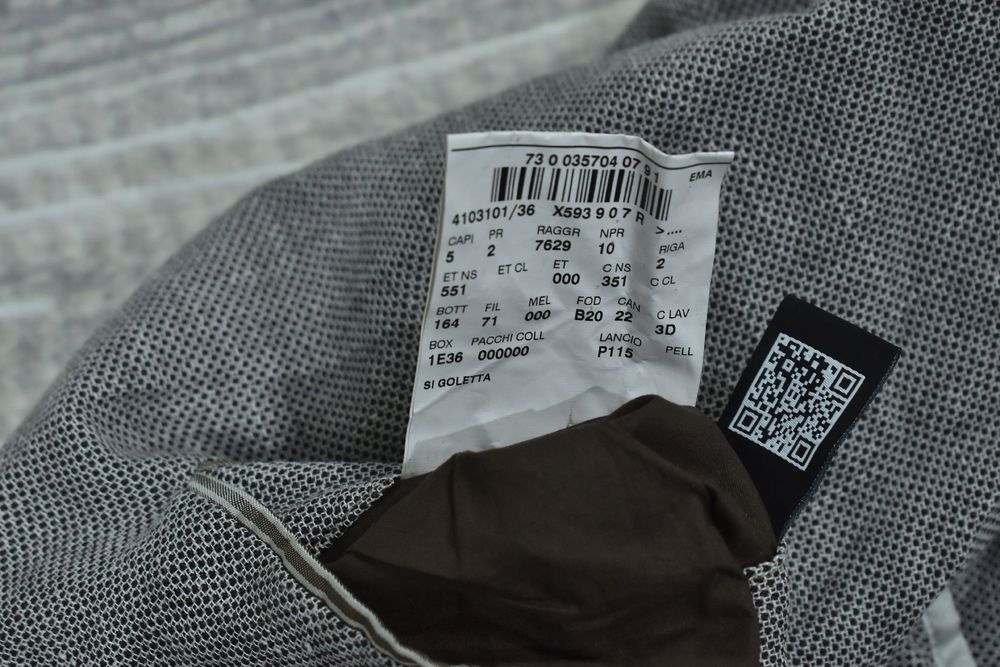 73 0 035704 07 91 EMA
4103101/36 X593 9 0 7 R >....
CAPI PR RAGGR NPR RIGA
5 2 7629 10 2
ET NS ET CL ET C NS C CL
551 000 351
BOTT FIL MEL FOD CAN C LAV
164 71 000 B20 22 3D
BOX PACCHI COLL LANCIO PELL
1E36 000000 P115
SI GOLETTA